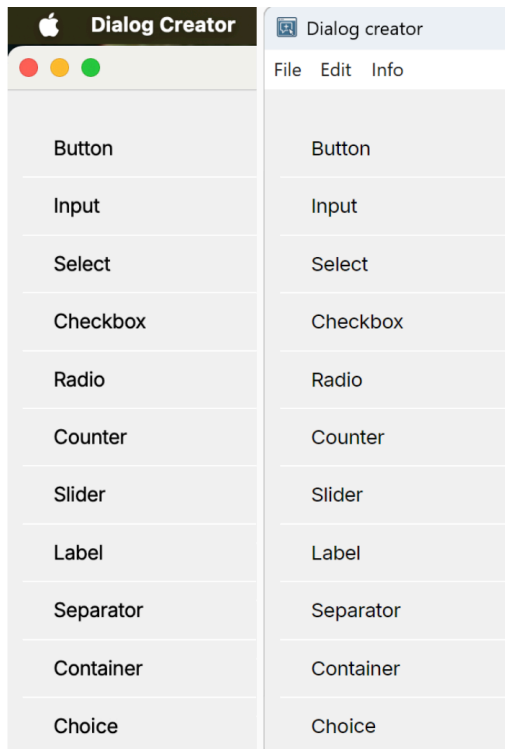 Dialog Creator
Button
Input
Select
Checkbox
Radio
Counter
Slider
Label
Separator
Container
Choice
Dialog creator
File Edit Info
Button
Input
Select
Checkbox
Radio
Counter
Slider
Label
Separator
Container
Choice